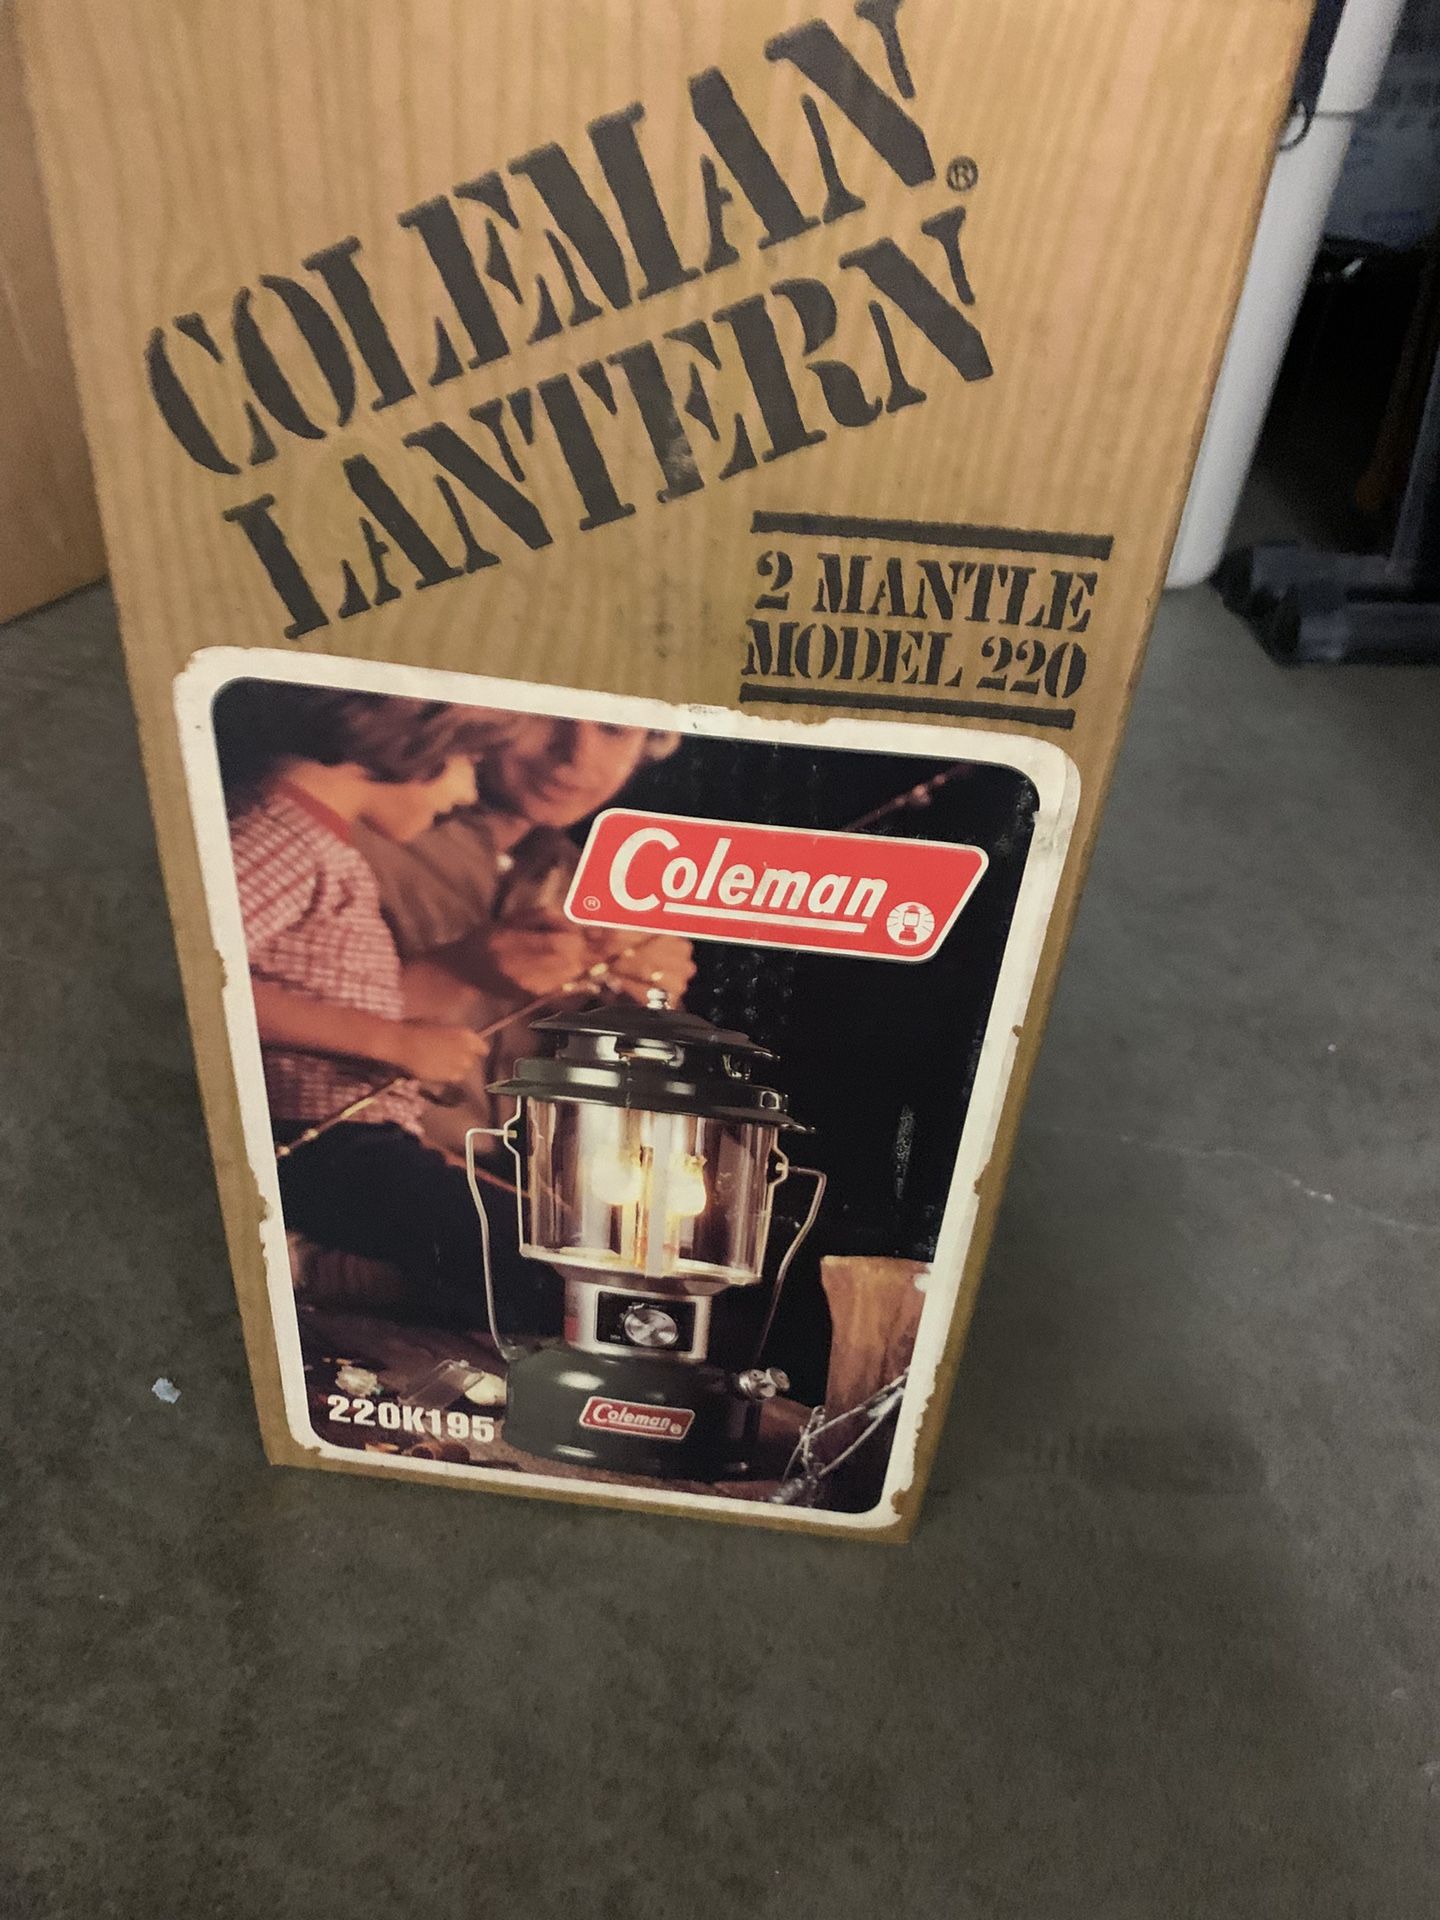 COLEMAN®
LANTERN
2 MANTLE
MODEL 220
® Coleman
220K195
Coleman®